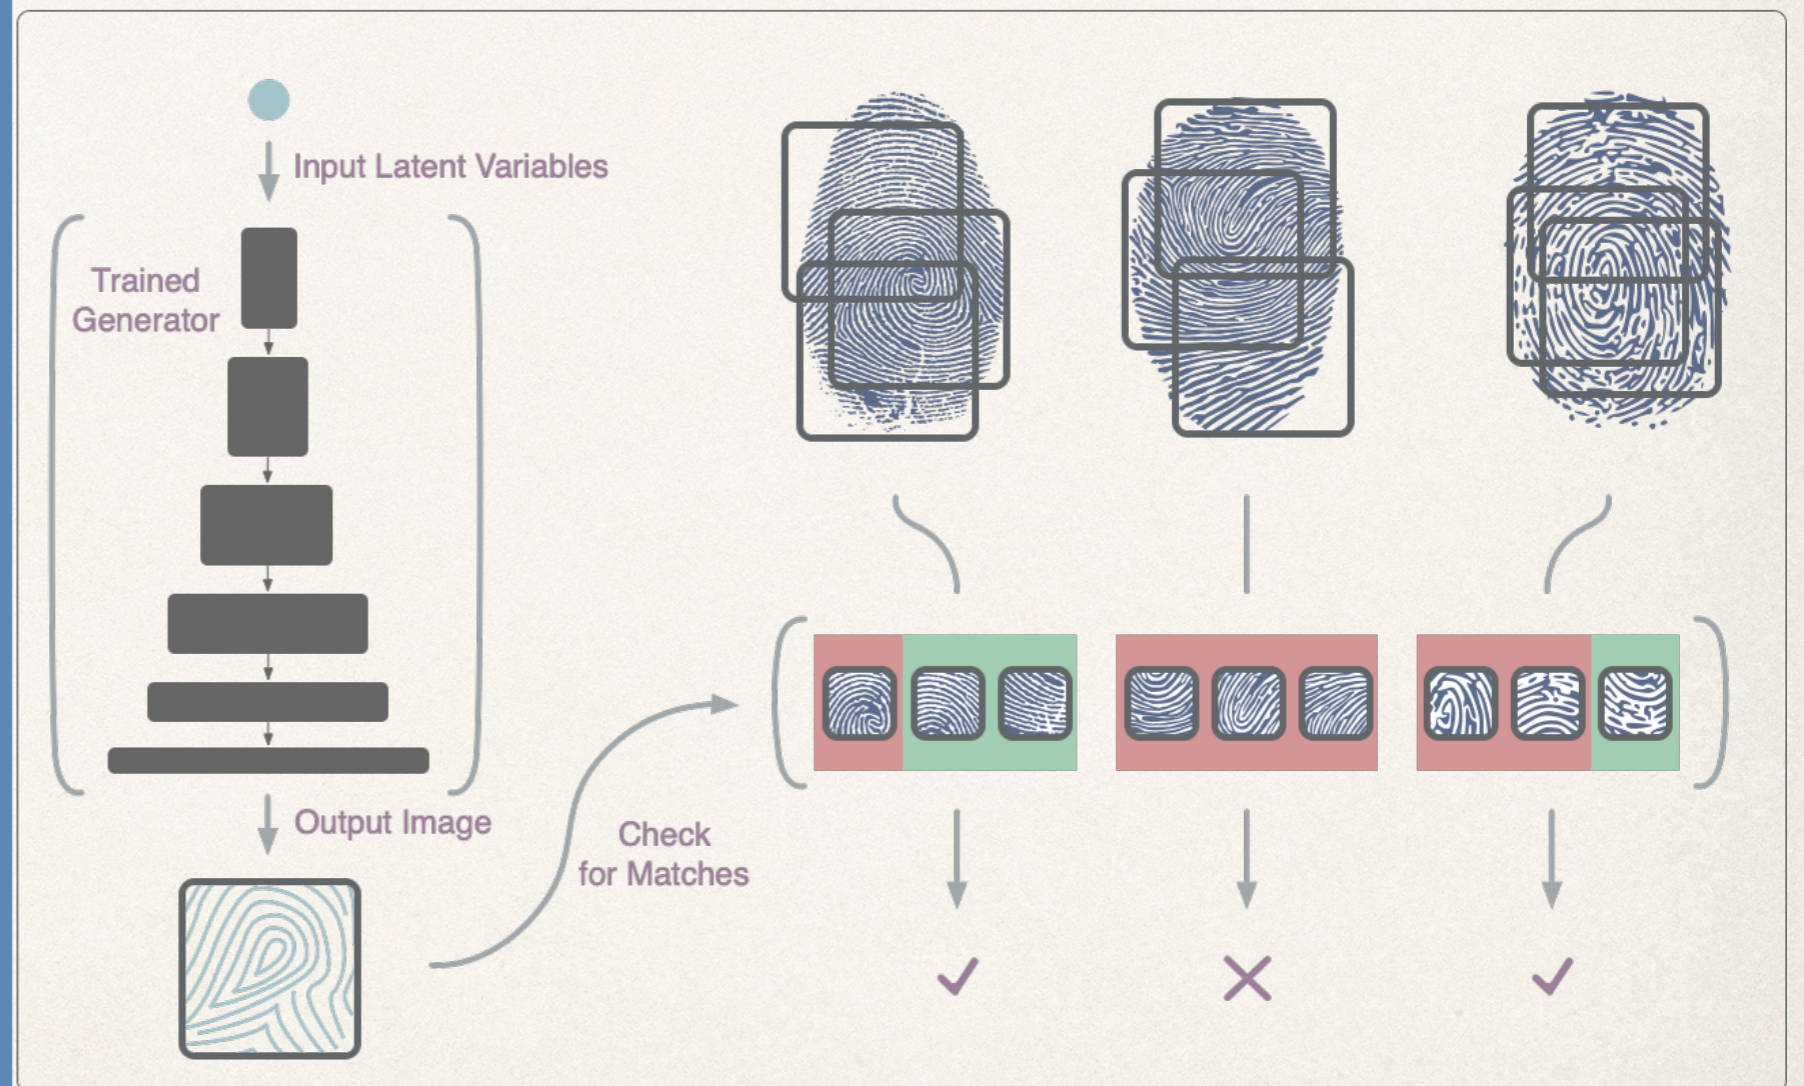 Input Latent Variables
Trained
Generator
Output Image
Check
for Matches